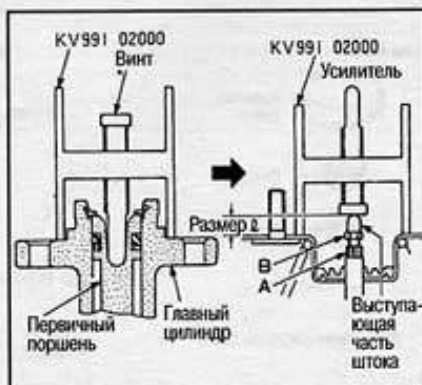 KV991 02000
Винт
Первичный
поршень
Главный
цилиндр
KV991 02000
Усилитель
Размер ℓ
B
A
Выступа-
ющая
часть
штока